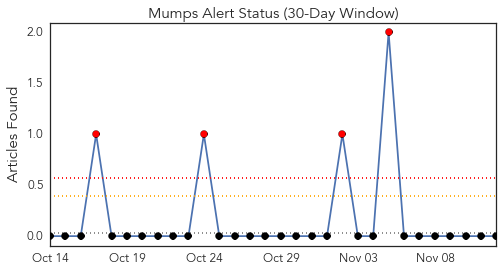 Mumps Alert Status (30-Day Window)
Articles Found
2.0
1.5
1.0
0.5
0.0
Oct 14 Oct 19 Oct 24 Oct 29 Nov 03 Nov 08